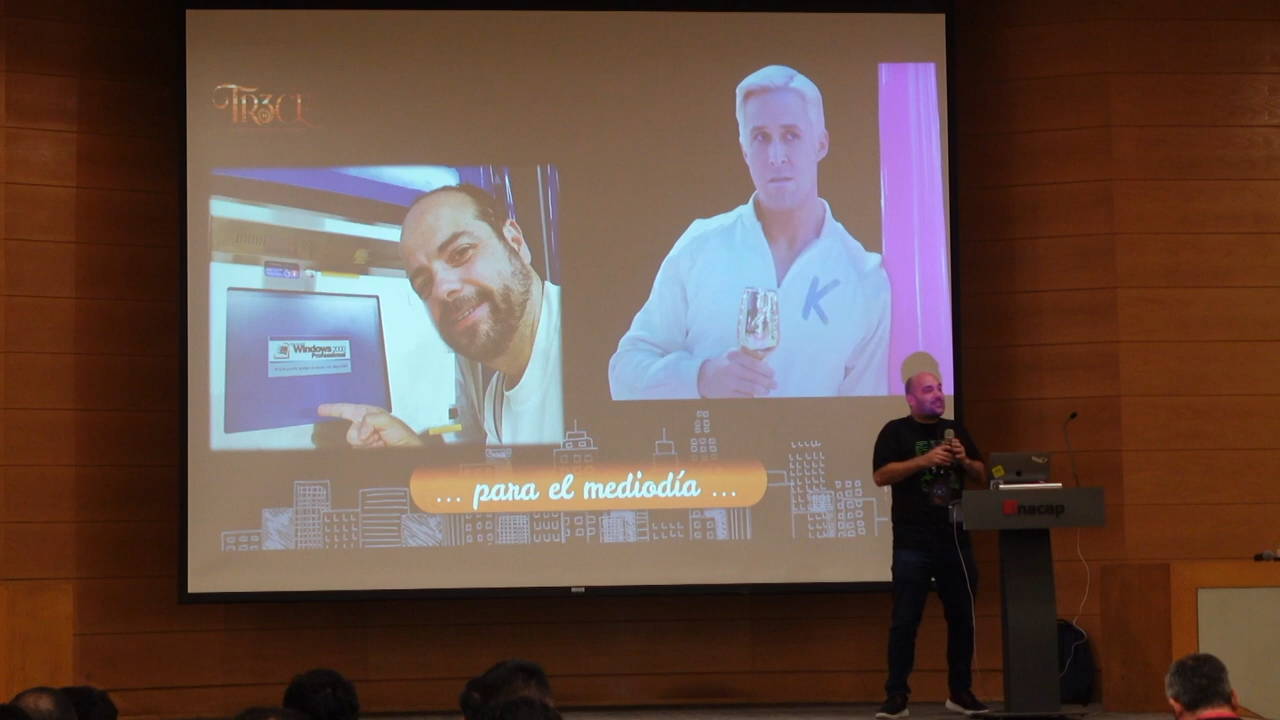 TR3CE
Windows 2000
Professional
... para el mediodía ...
K
inacap